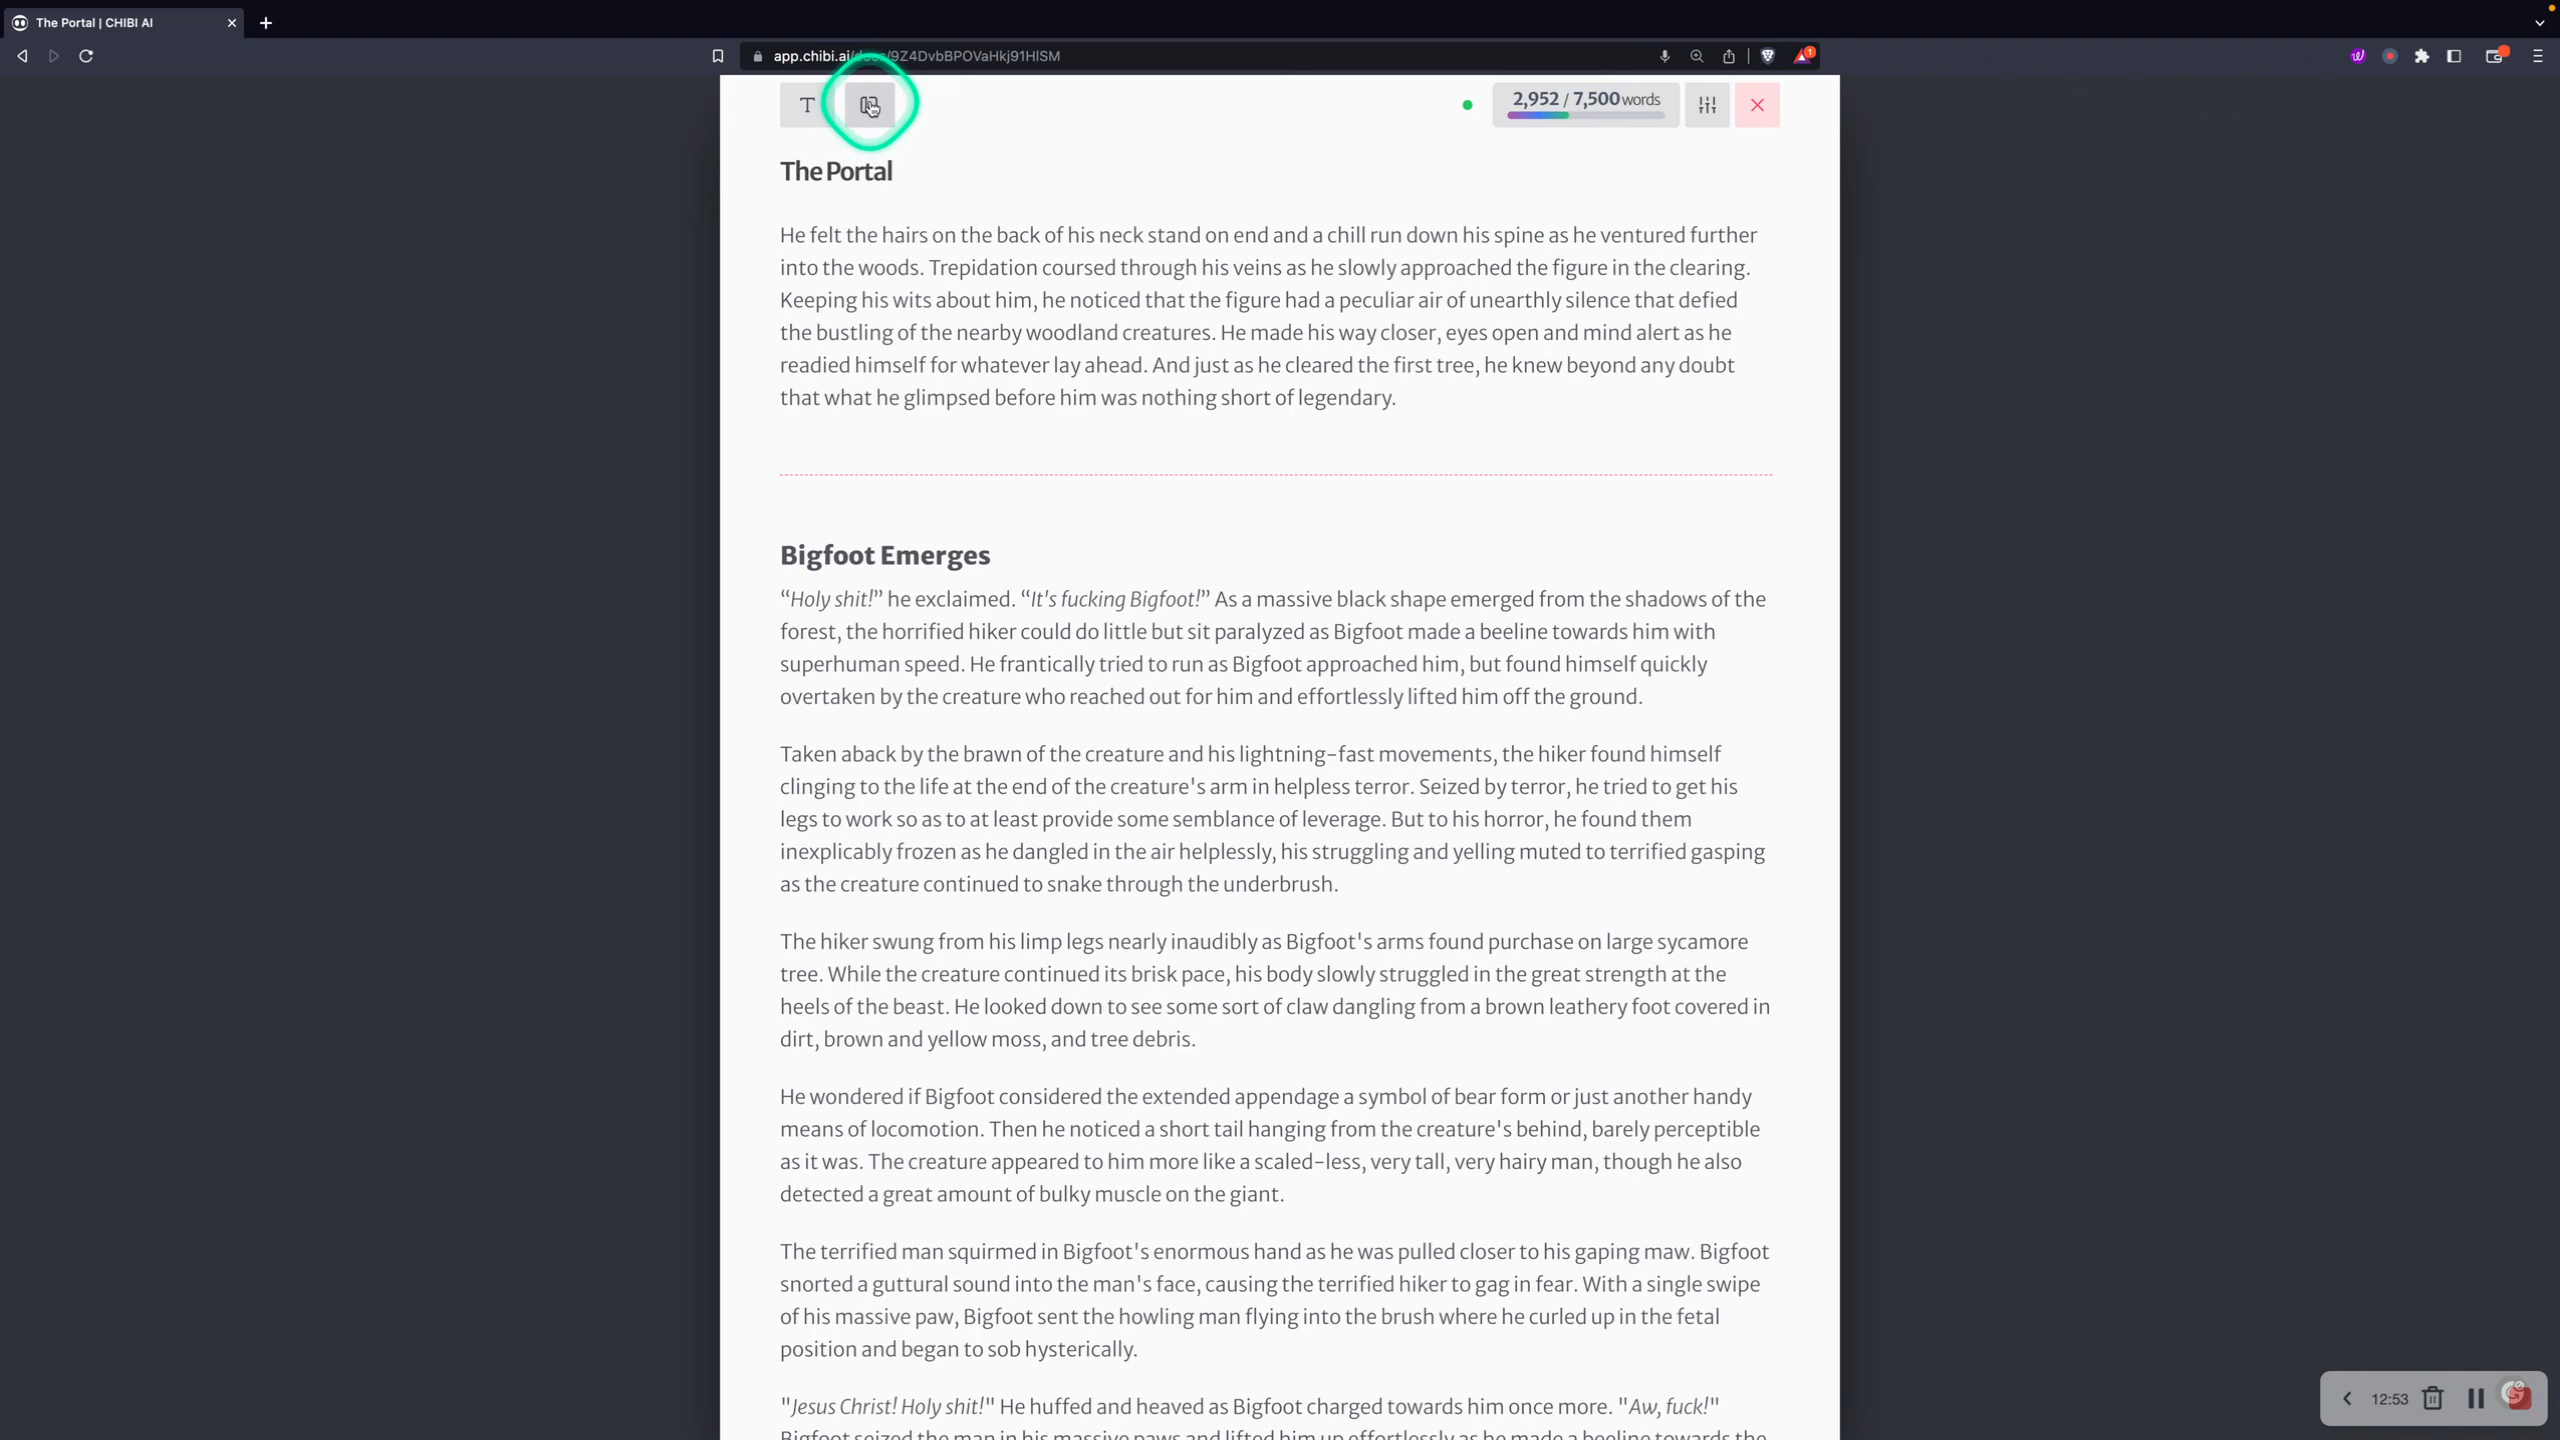 The Portal | CHIBI AI
app.chibi.ai/docs/9Z4DvbBPOVaHkj91HISM
1
T
2,952 / 7,500 words
The Portal
He felt the hairs on the back of his neck stand on end and a chill run down his spine as he ventured further
into the woods. Trepidation coursed through his veins as he slowly approached the figure in the clearing.
Keeping his wits about him, he noticed that the figure had a peculiar air of unearthly silence that defied
the bustling of the nearby woodland creatures. He made his way closer, eyes open and mind alert as he
readied himself for whatever lay ahead. And just as he cleared the first tree, he knew beyond any doubt
that what he glimpsed before him was nothing short of legendary.
Bigfoot Emerges
“Holy shit!” he exclaimed. “It's fucking Bigfoot!” As a massive black shape emerged from the shadows of the
forest, the horrified hiker could do little but sit paralyzed as Bigfoot made a beeline towards him with
superhuman speed. He frantically tried to run as Bigfoot approached him, but found himself quickly
overtaken by the creature who reached out for him and effortlessly lifted him off the ground.
Taken aback by the brawn of the creature and his lightning-fast movements, the hiker found himself
clinging to the life at the end of the creature's arm in helpless terror. Seized by terror, he tried to get his
legs to work so as to at least provide some semblance of leverage. But to his horror, he found them
inexplicably frozen as he dangled in the air helplessly, his struggling and yelling muted to terrified gasping
as the creature continued to snake through the underbrush.
The hiker swung from his limp legs nearly inaudibly as Bigfoot's arms found purchase on large sycamore
tree. While the creature continued its brisk pace, his body slowly struggled in the great strength at the
heels of the beast. He looked down to see some sort of claw dangling from a brown leathery foot covered in
dirt, brown and yellow moss, and tree debris.
He wondered if Bigfoot considered the extended appendage a symbol of bear form or just another handy
means of locomotion. Then he noticed a short tail hanging from the creature's behind, barely perceptible
as it was. The creature appeared to him more like a scaled-less, very tall, very hairy man, though he also
detected a great amount of bulky muscle on the giant.
The terrified man squirmed in Bigfoot's enormous hand as he was pulled closer to his gaping maw. Bigfoot
snorted a guttural sound into the man's face, causing the terrified hiker to gag in fear. With a single swipe
of his massive paw, Bigfoot sent the howling man flying into the brush where he curled up in the fetal
position and began to sob hysterically.
"Jesus Christ! Holy shit!" He huffed and heaved as Bigfoot charged towards him once more. "Aw, fuck!"
Bigfoot seized the man in his massive paws and lifted him up effortlessly as he made a beeline towards the
12:53